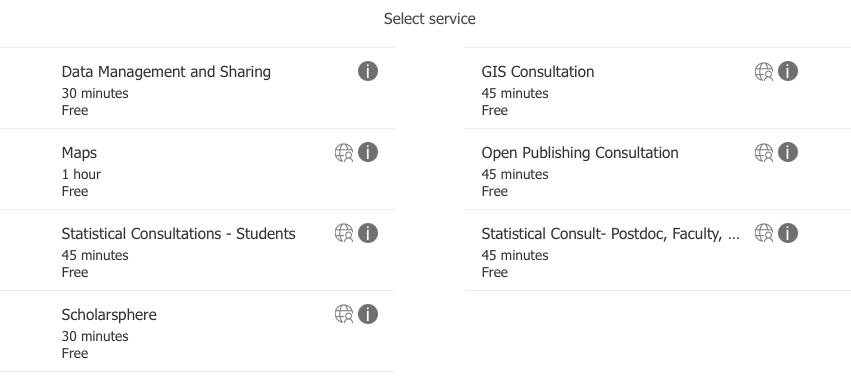 Select service
Data Management and Sharing
30 minutes
Free
GIS Consultation
45 minutes
Free
Maps
1 hour
Free
Open Publishing Consultation
45 minutes
Free
Statistical Consultations - Students
45 minutes
Free
Statistical Consult- Postdoc, Faculty, ...
45 minutes
Free
Scholarsphere
30 minutes
Free